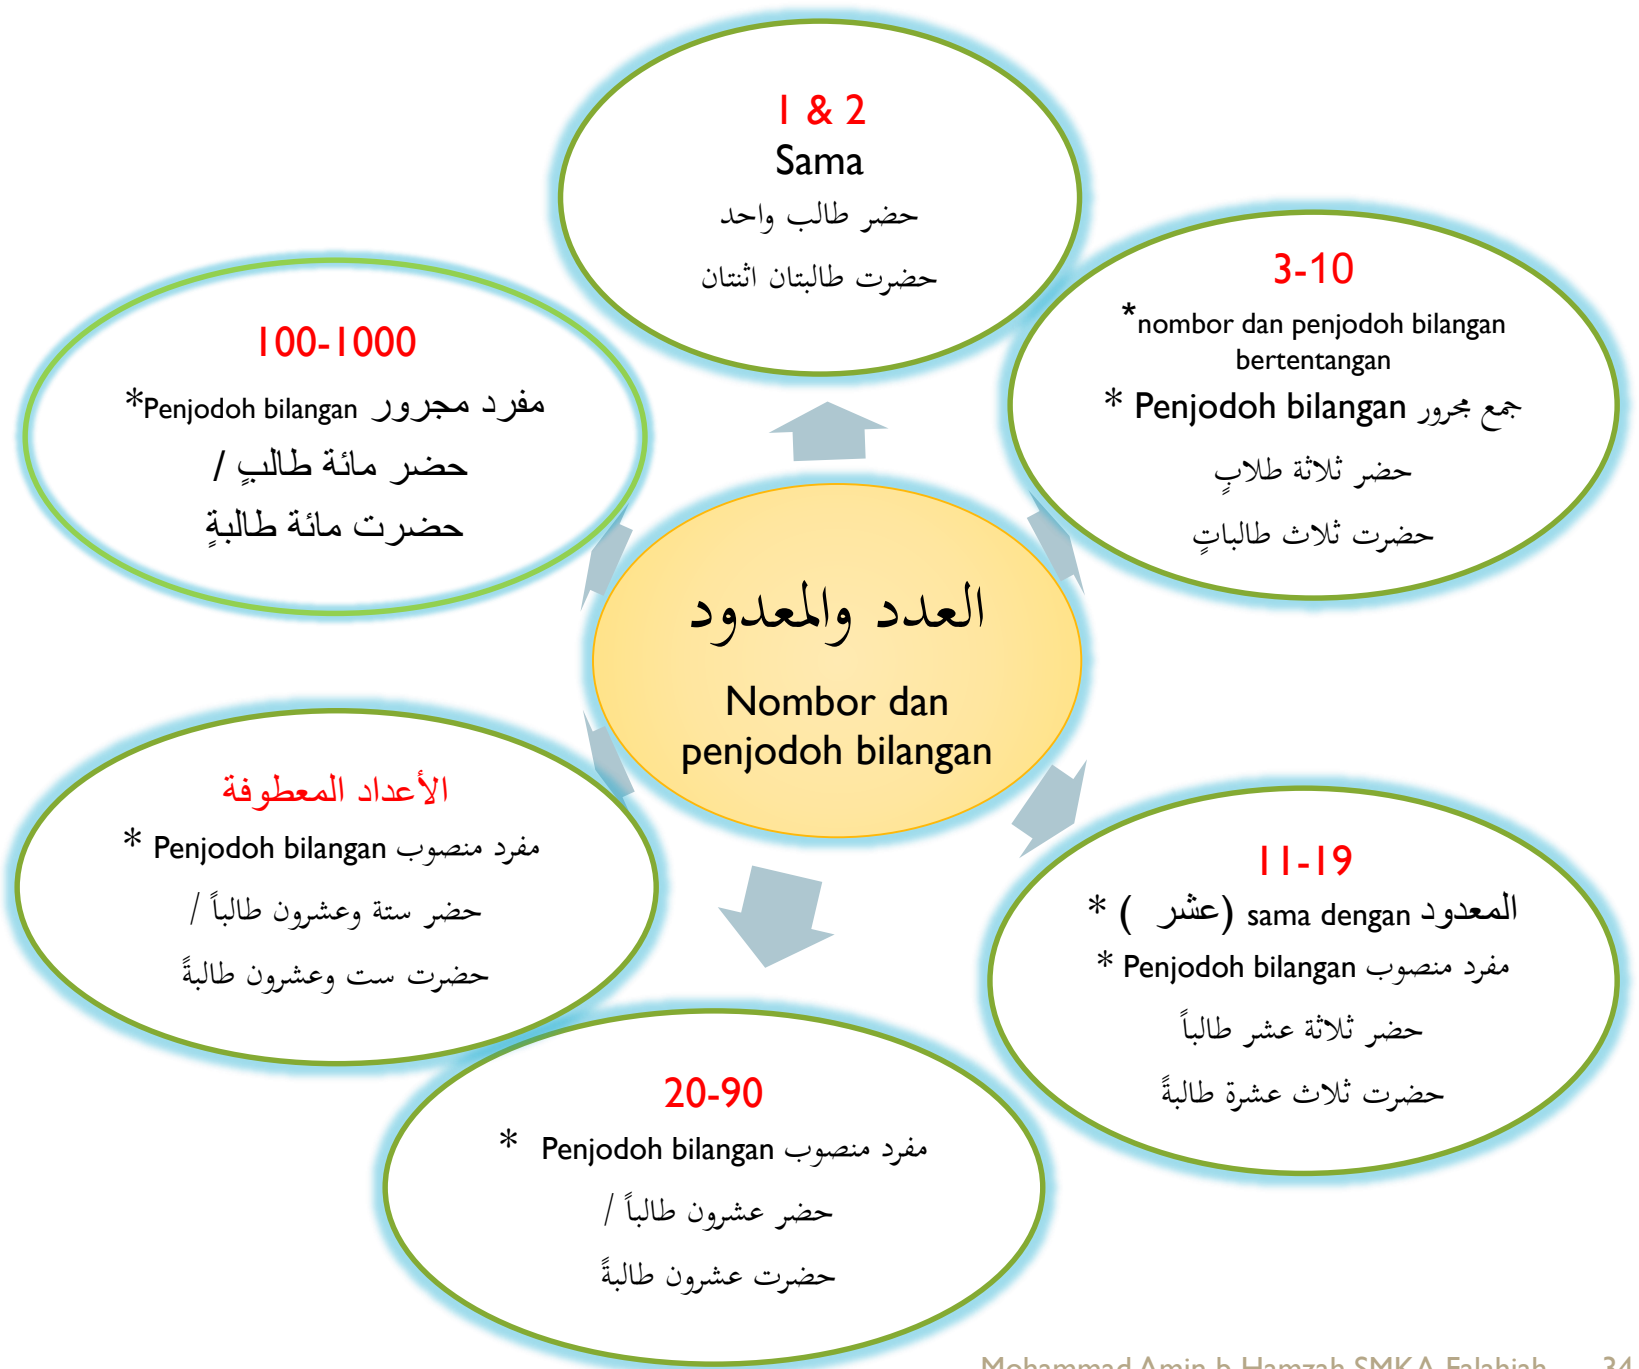 1 & 2
Sama
حضر طالب واحد
حضرت طالبتان اثنتان
3-10
*nombor dan penjodoh bilangan
bertentangan
* Penjodoh bilangan جمع مجرور
حضر ثلاثة طلابٍ
حضرت ثلاث طالباتٍ
100-1000
*Penjodoh bilangan مفرد مجرور
حضر مائة طالبٍ /
حضرت مائة طالبةٍ
العدد والمعدود
Nombor dan
penjodoh bilangan
الأعداد المعطوفة
* Penjodoh bilangan مفرد منصوب
حضر ستة وعشرون طالباً /
حضرت ست وعشرون طالبةً
11-19
* ( عشر) sama dengan المعدود
* Penjodoh bilangan مفرد منصوب
حضر ثلاثة عشر طالباً
حضرت ثلاث عشرة طالبةً
20-90
* Penjodoh bilangan مفرد منصوب
حضر عشرون طالباً /
حضرت عشرون طالبةً
Mohammad Amin b Hamzah SMKA Falahiah 34